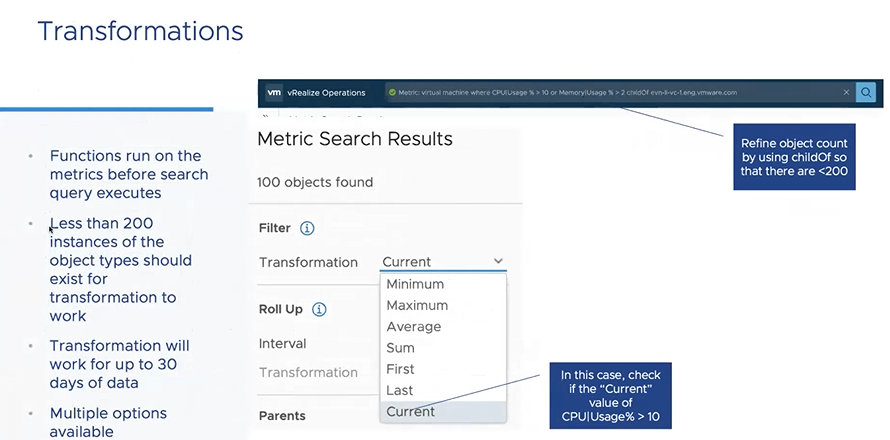 Transformations
vm vRealize Operations
Metric: virtual machine where CPU|Usage % > 10 or Memory|Usage % > 2 childOf evn-ll-vc-1.eng.vmware.com
Metric Search Results
100 objects found
Filter
Transformation Current
Minimum
Maximum
Average
Sum
First
Last
Current
Roll Up
Interval
Transformation
Parents
Refine object count
by using childOf so
that there are <200
In this case, check
if the “Current”
value of
CPU|Usage% > 10
• Functions run on the
metrics before search
query executes
• Less than 200
instances of the
object types should
exist for
transformation to
work
• Transformation will
work for up to 30
days of data
• Multiple options
available